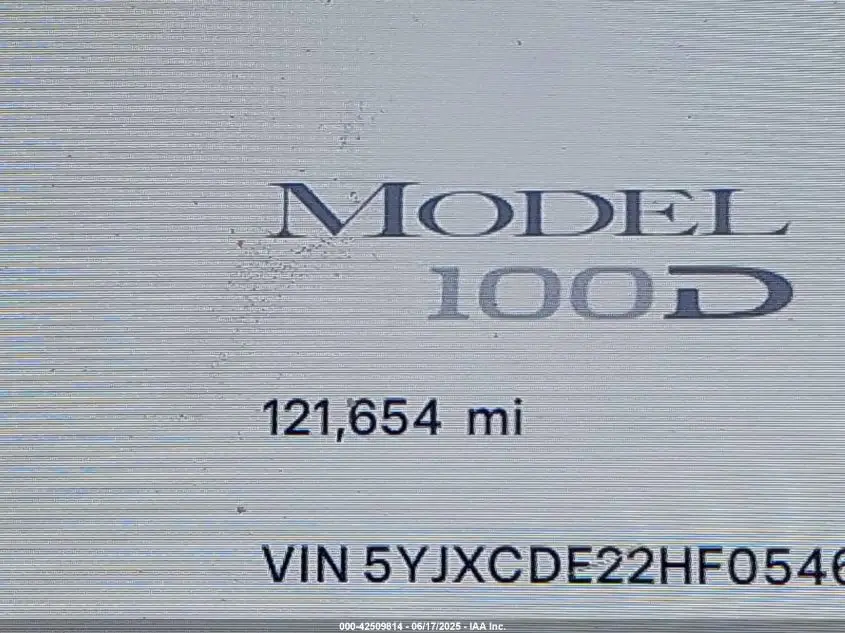 MODEL
100D
121,654 mi
VIN 5YJXCDE22HF0546
000-42509814 - 06/17/2025 - IAA Inc.